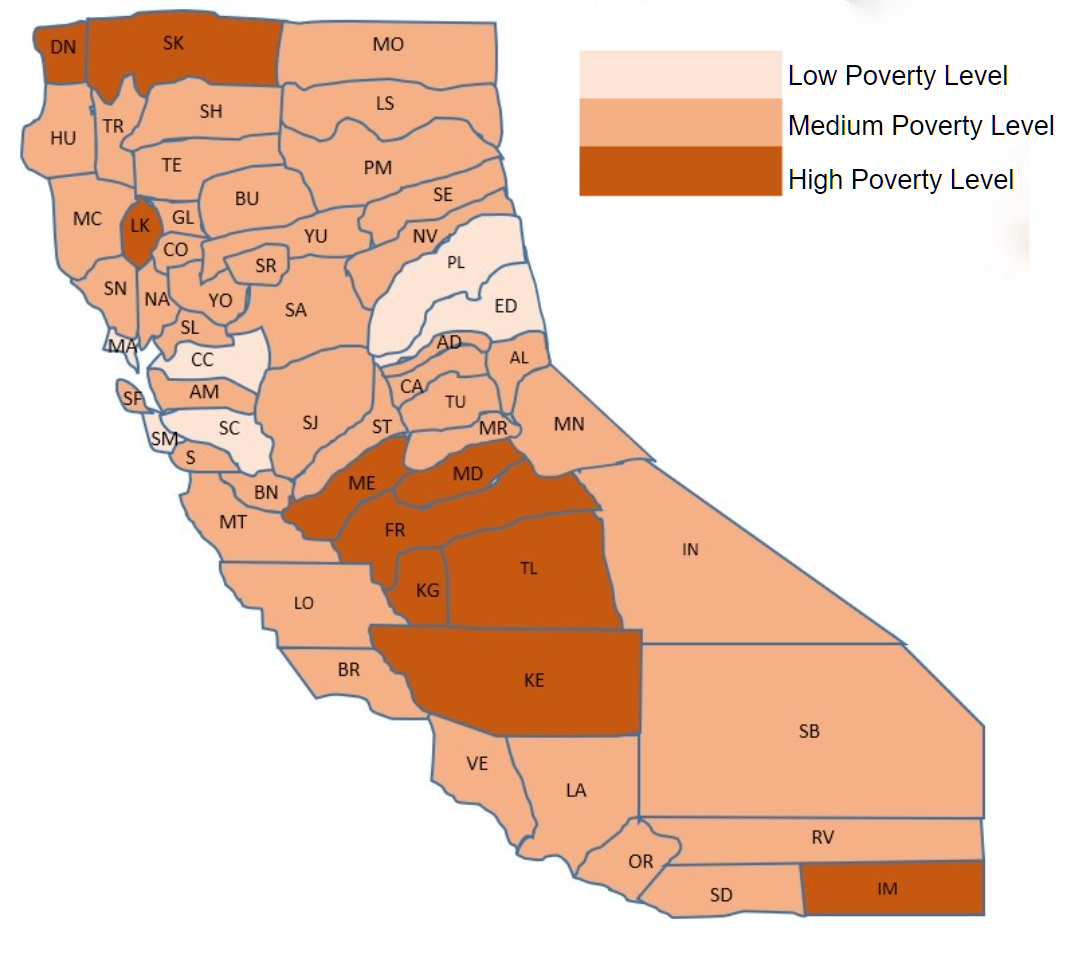 DN
SK
MO
Low Poverty Level
Medium Poverty Level
High Poverty Level
HU
TR
SH
LS
TE
PM
BU
SE
MC
LK
GL
CO
YU
NV
SR
PL
SN
NA
YO
SA
ED
SL
MA
CC
AD
AL
SF
AM
CA
TU
SM
SC
SJ
ST
MR
MN
S
BN
ME
MD
MT
FR
IN
TL
KG
LO
BR
KE
SB
VE
LA
RV
OR
SD
IM